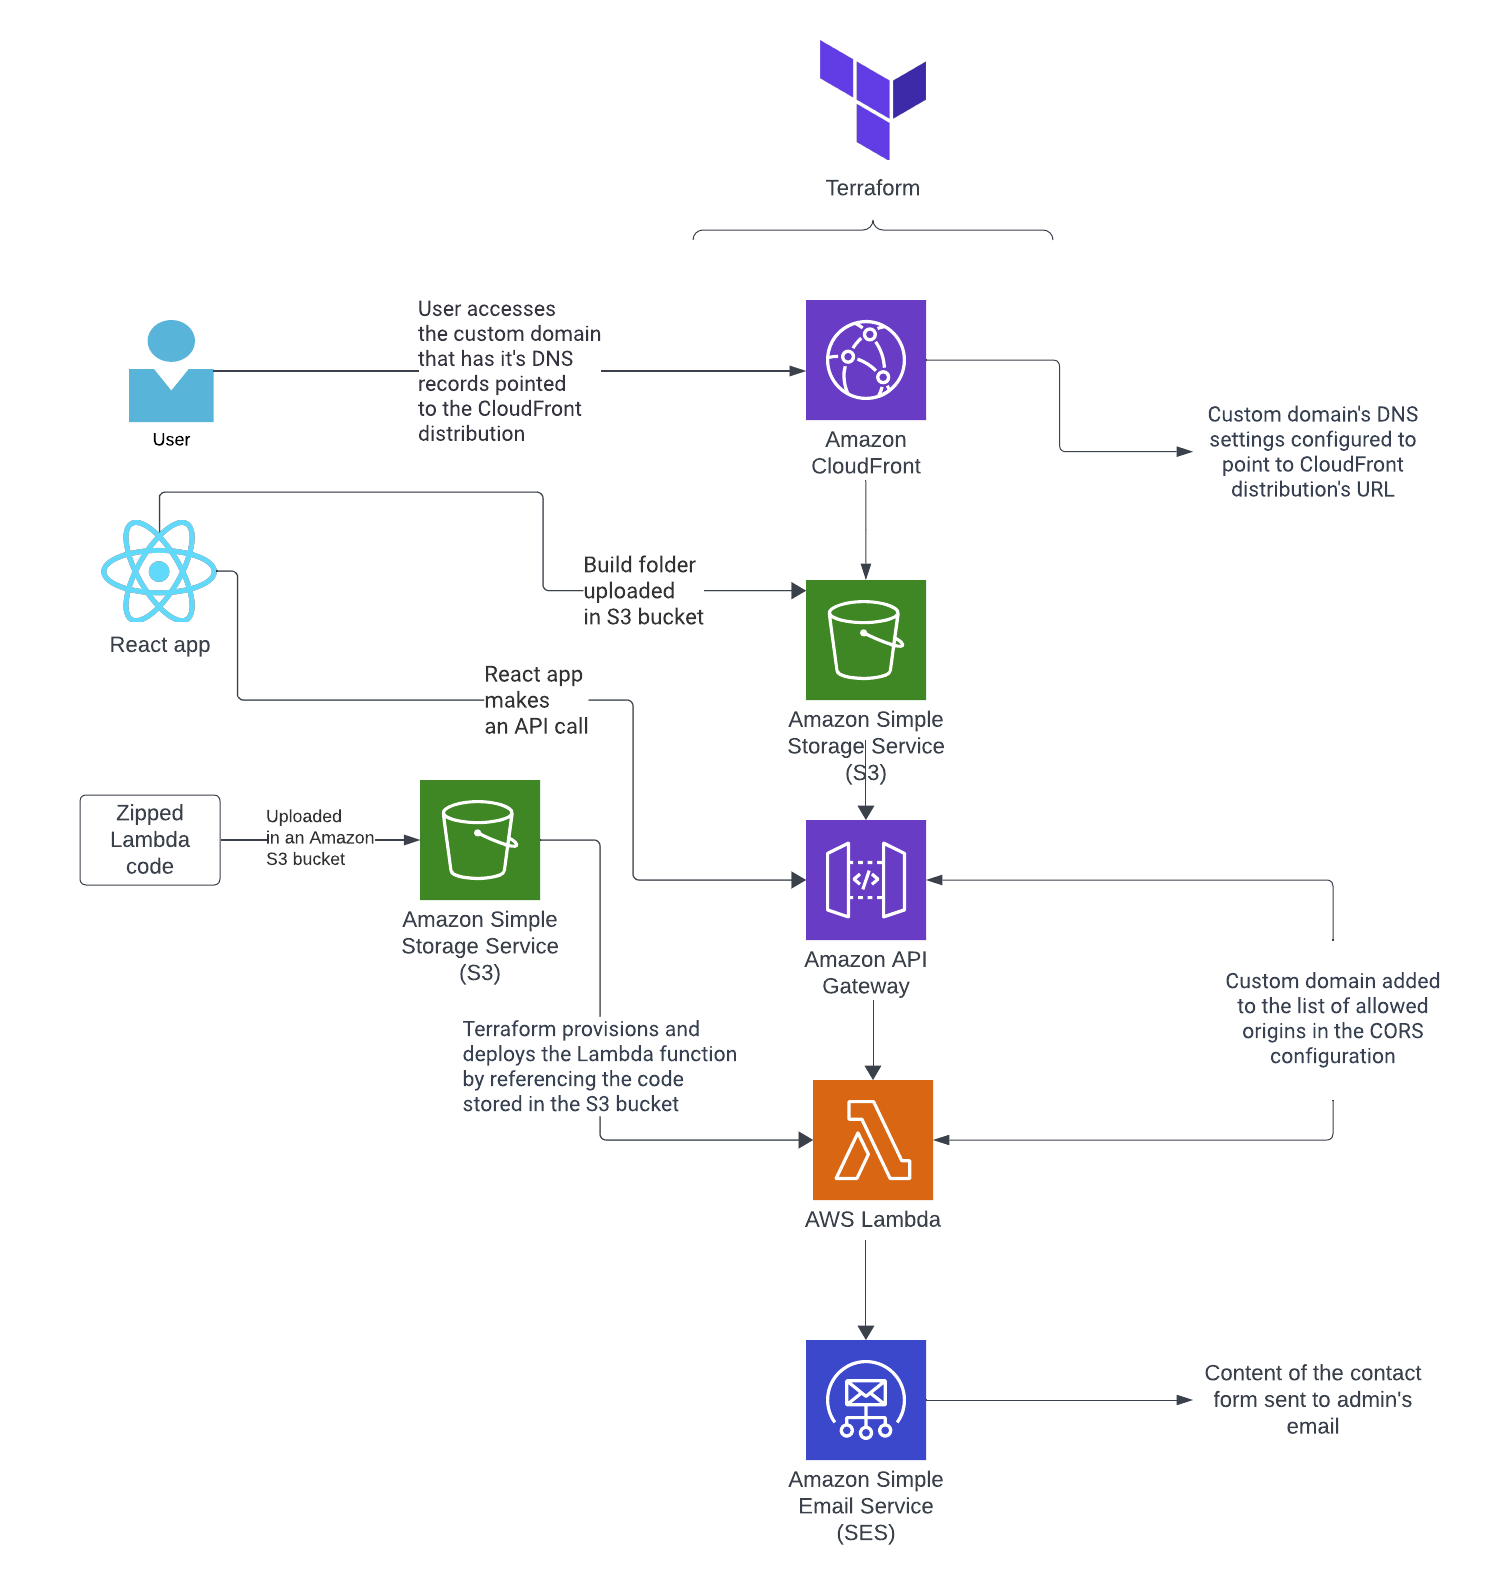 Terraform
User accesses
the custom domain
that has it's DNS
records pointed
to the CloudFront
distribution
User
Amazon
CloudFront
Custom domain's DNS
settings configured to
point to CloudFront
distribution's URL
Build folder
uploaded
in S3 bucket
React app
React app
makes
an API call
Amazon Simple
Storage Service
(S3)
Zipped
Lambda
code
Uploaded
in an Amazon
S3 bucket
Amazon Simple
Storage Service
(S3)
Amazon API
Gateway
Custom domain added
to the list of allowed
origins in the CORS
configuration
Terraform provisions and
deploys the Lambda function
by referencing the code
stored in the S3 bucket
AWS Lambda
Content of the contact
form sent to admin's
email
Amazon Simple
Email Service
(SES)